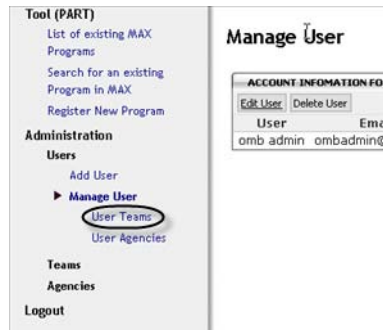 Tool (PART)
List of existing MAX
Programs
Search for an existing
Program in MAX
Register New Program
Administration
Users
Add User
Manage User
User Teams
User Agencies
Teams
Agencies
Logout
Manage User
ACCOUNT INFOMATION FO
Edit User Delete User
User Ema
omb admin ombadmin@